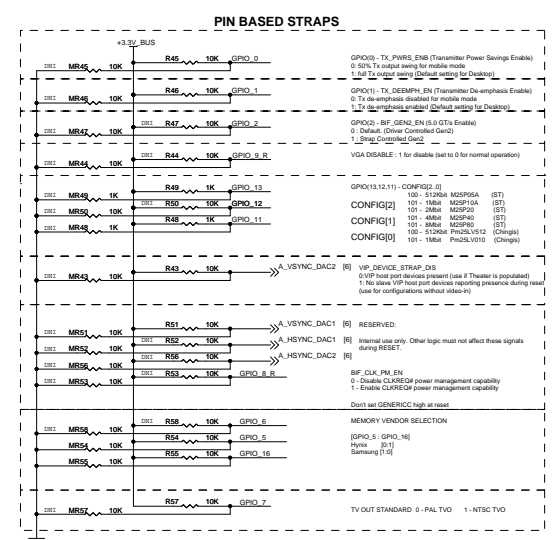 PIN BASED STRAPS
+3.3V_BUS
R45 10K GPIO_0
DNI MR45 10K
GPIO(0) - TX_PWRS_ENB (Transmitter Power Savings Enable)
0: 50% Tx output swing for mobile mode
1: full Tx output swing (Default setting for Desktop)
R46 10K GPIO_1
DNI MR46 10K
GPIO(1) - TX_DEEMPH_EN (Transmitter De-emphasis Enable)
0: Tx de-emphasis disabled for mobile mode
1: Tx de-emphasis enabled (Default setting for Desktop)
DNI R47 10K GPIO_2
MR47 10K
GPIO(2) - BIF_GEN2_EN (5.0 GT/s Enable)
0 : Default. (Driver Controlled Gen2)
1 : Strap Controlled Gen2
DNI R44 10K GPIO_9_R
MR44 10K
VGA DISABLE : 1 for disable (set to 0 for normal operation)
R49 1K GPIO_13
DNI MR49 1K
DNI R50 10K GPIO_12
MR50 10K
R48 1K GPIO_11
DNI MR48 1K
GPIO(13,12,11) - CONFIG[2..0]
100 - 512Kbit M25P05A (ST)
101 - 1Mbit M25P10A (ST)
CONFIG[2] 101 - 2Mbit M25P20 (ST)
101 - 4Mbit M25P40 (ST)
CONFIG[1] 101 - 8Mbit M25P80 (ST)
100 - 512Kbit Pm25LV512 (Chingis)
CONFIG[0] 101 - 1Mbit Pm25LV010 (Chingis)
R43 10K A_VSYNC_DAC2 [6]
DNI MR43 10K
VIP_DEVICE_STRAP_DIS
0:VIP host port devices present (use if Theater is populated)
1: No slave VIP host port devices reporting presence during reset
(use for configurations without video-in)
R51 10K A_VSYNC_DAC1 [6] RESERVED:
DNI MR51 10K
DNI R52 10K A_HSYNC_DAC1 [6]
MR52 10K
Internal use only. Other logic must not affect these signals
during RESET.
R56 10K A_HSYNC_DAC2 [6]
DNI MR56 10K
DNI R53 10K GPIO_8_R
MR53 10K
BIF_CLK_PM_EN
0 - Disable CLKREQ# power management capability
1 - Enable CLKREQ# power management capability
Don't set GENERICC high at reset
DNI R58 10K GPIO_6
DNI MR58 10K
R54 10K GPIO_5
MR54 10K
R55 10K GPIO_16
MR55 10K
MEMORY VENDOR SELECTION
[GPIO_5 : GPIO_16]
Hynix [0:1]
Samsung [1:0]
R57 10K GPIO_7
DNI MR57 10K
TV OUT STANDARD 0 - PAL TVO 1 - NTSC TVO